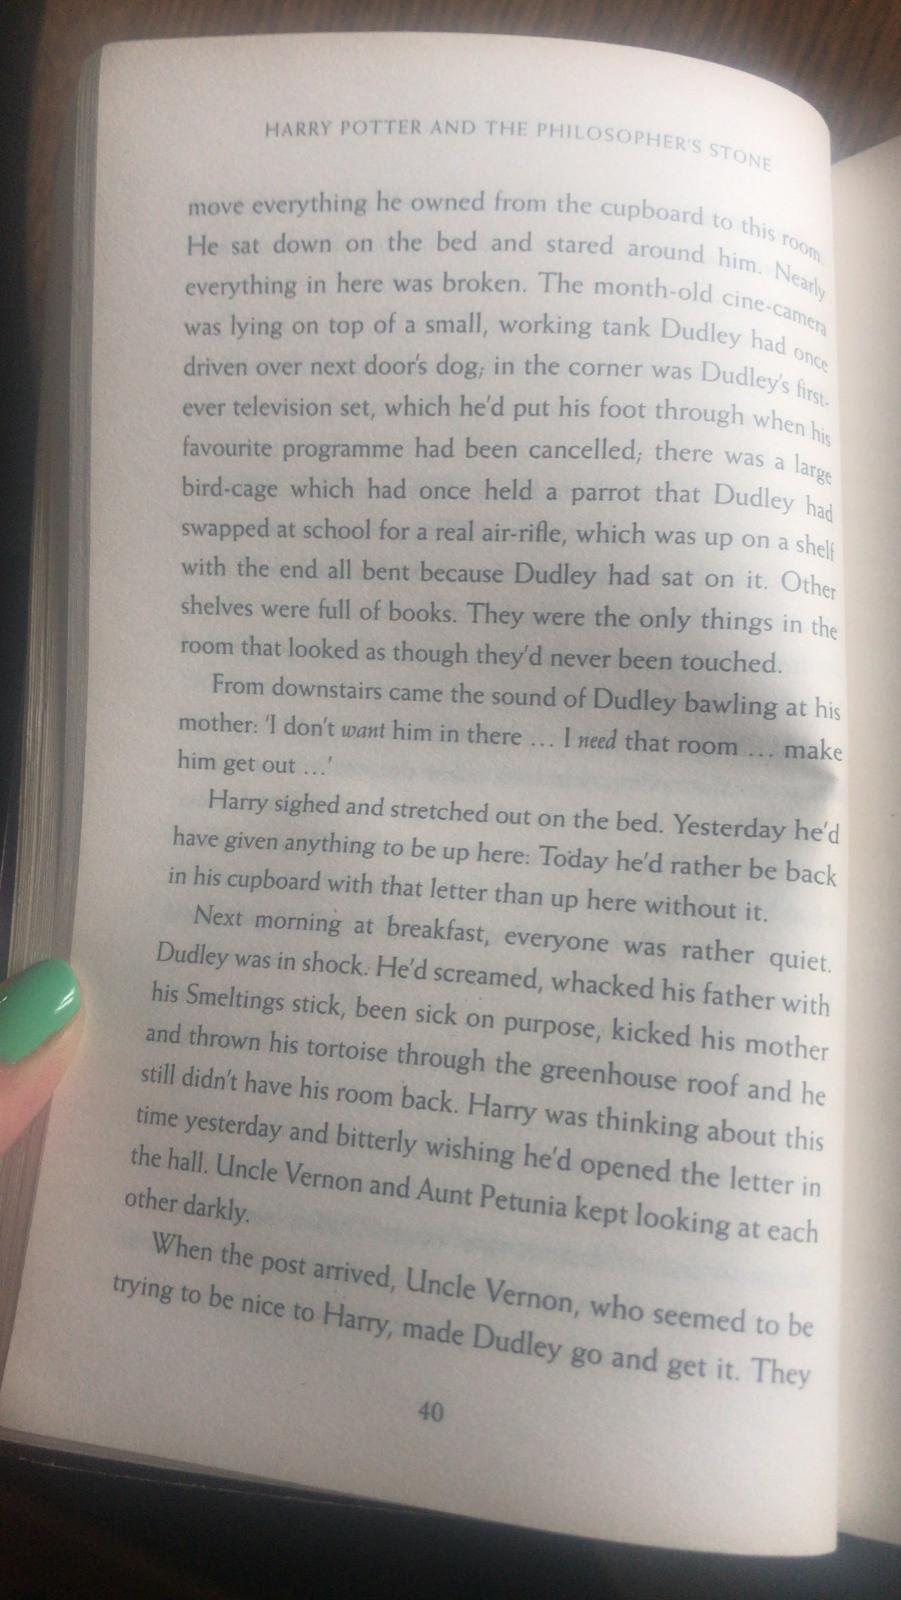 HARRY POTTER AND THE PHILOSOPHER'S STONE
move everything he owned from the cupboard to this room.
He sat down on the bed and stared around him. Nearly
everything in here was broken. The month-old cine-camera
was lying on top of a small, working tank Dudley had once
driven over next door's dog; in the corner was Dudley's first-
ever television set, which he'd put his foot through when his
favourite programme had been cancelled; there was a large
bird-cage which had once held a parrot that Dudley had
swapped at school for a real air-rifle, which was up on a shelf
with the end all bent because Dudley had sat on it. Other
shelves were full of books. They were the only things in the
room that looked as though they'd never been touched.
From downstairs came the sound of Dudley bawling at his
mother: 'I don't want him in there ... I need that room ... make
him get out ...'
Harry sighed and stretched out on the bed. Yesterday he'd
have given anything to be up here. Today he'd rather be back
in his cupboard with that letter than up here without it.
Next morning at breakfast, everyone was rather quiet.
Dudley was in shock. He'd screamed, whacked his father with
his Smeltings stick, been sick on purpose, kicked his mother
and thrown his tortoise through the greenhouse roof and he
still didn't have his room back. Harry was thinking about this
time yesterday and bitterly wishing he'd opened the letter in
the hall. Uncle Vernon and Aunt Petunia kept looking at each
other darkly.
When the post arrived, Uncle Vernon, who seemed to be
trying to be nice to Harry, made Dudley go and get it. They
40